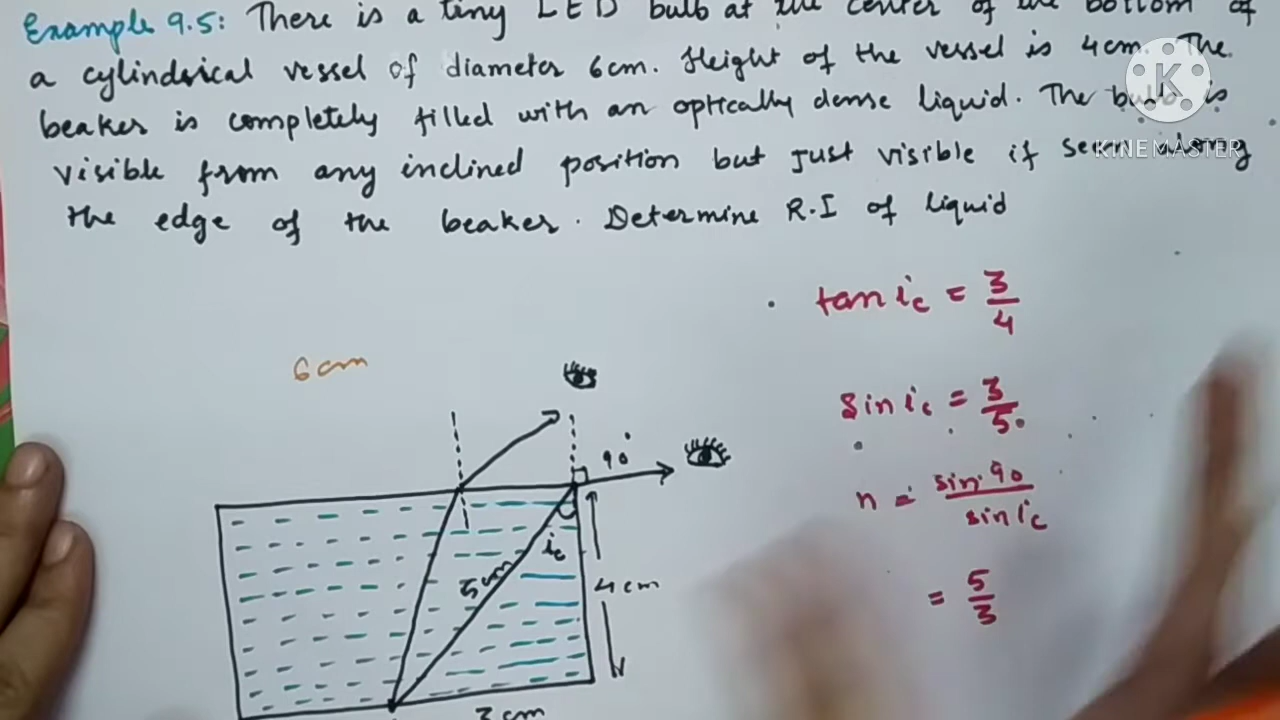 Example 9.5: There is a tiny LED bulb at the center of the bottom of
a cylindrical vessel of diameter 6cm. Height of the vessel is 4cm. The
beaker is completely filled with an optically dense liquid. The bulb is
visible from any inclined position but just visible if seen along
the edge of the beaker. Determine R.I of liquid
K
KINEMASTER
tan ic = 3/4
6cm
sin ic = 3/5
90°
n = sin 90 / sin ic
ic
5cm
4cm
= 5/3
3cm